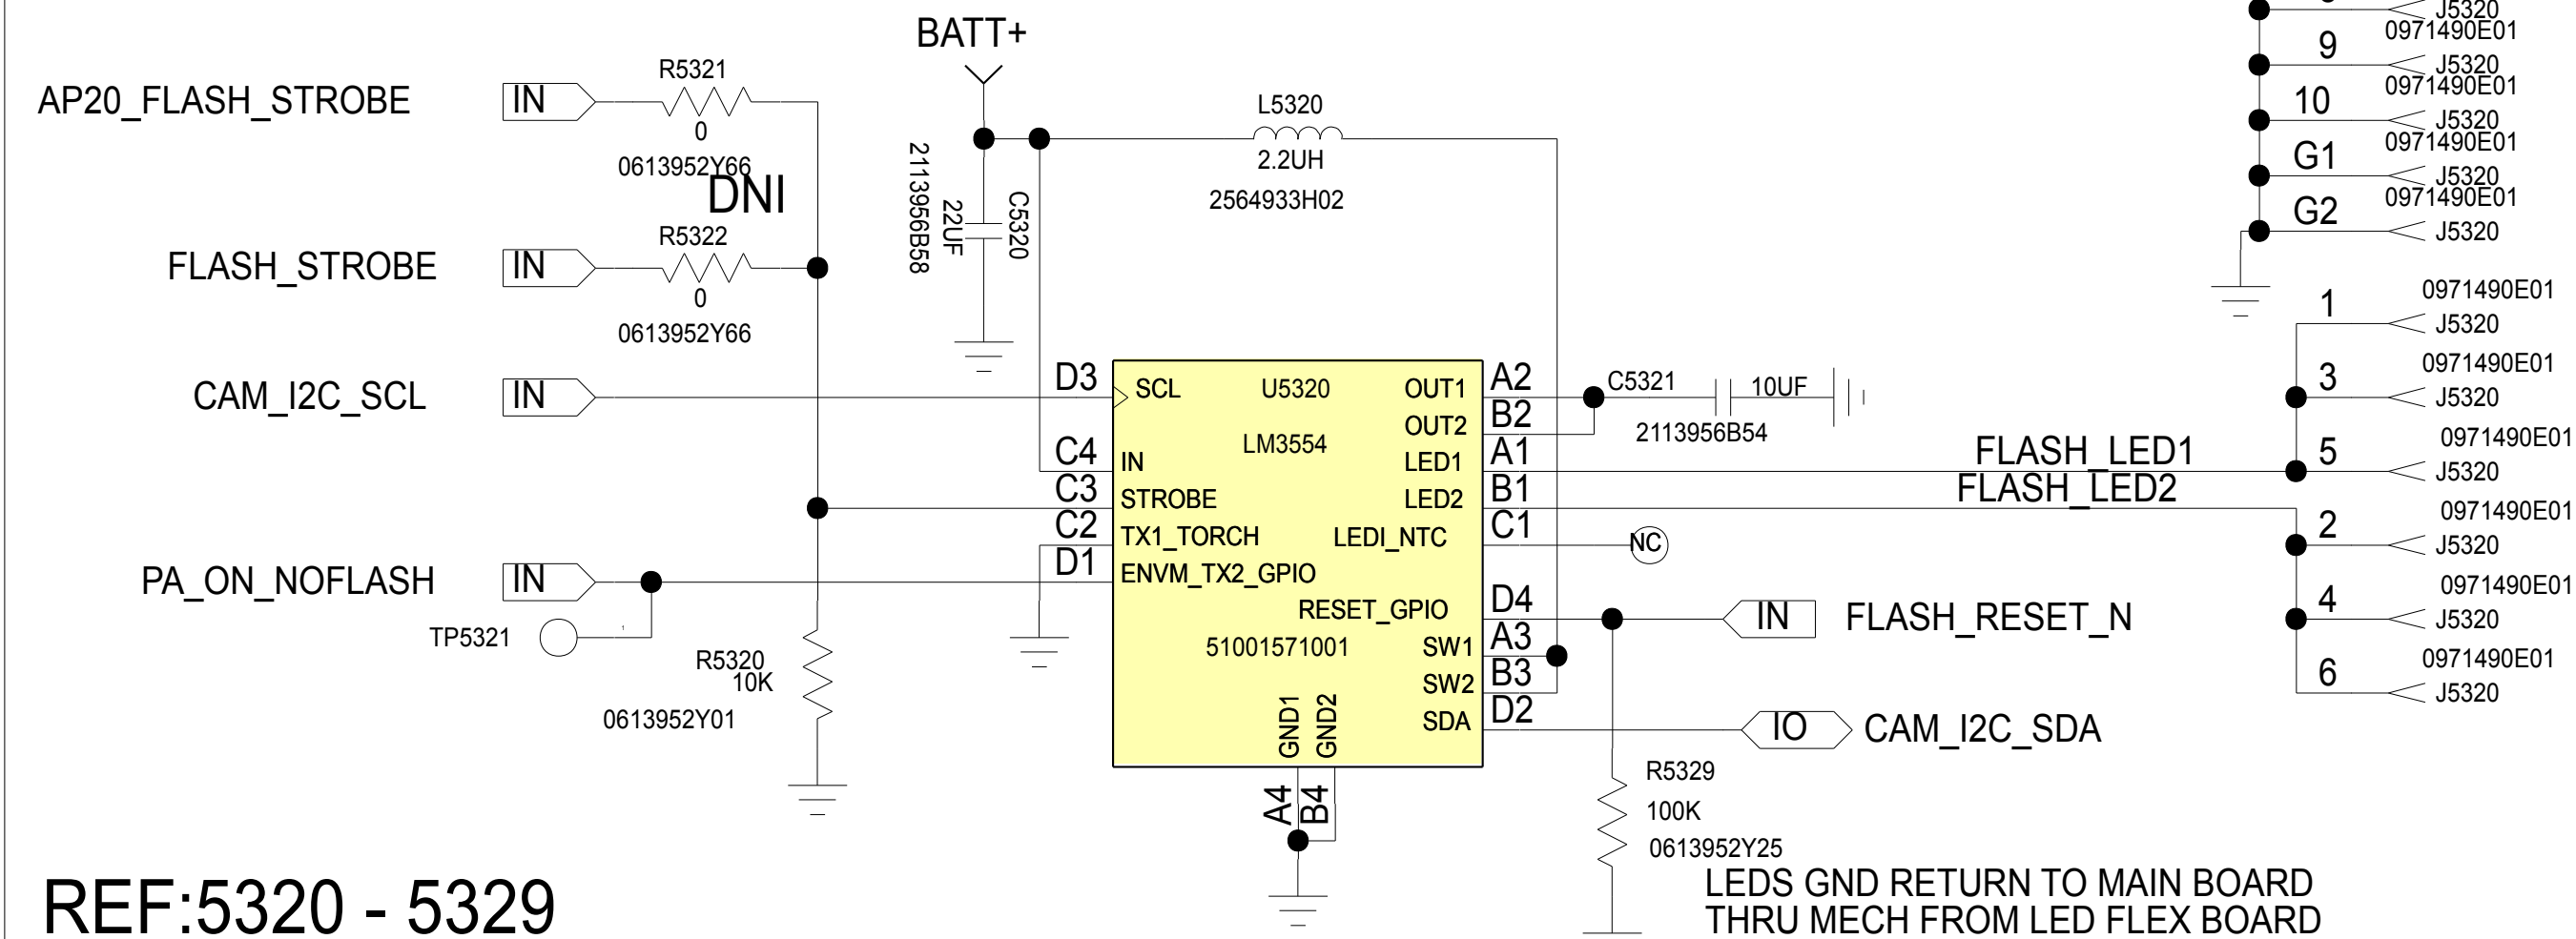 BATT+
AP20_FLASH_STROBE
IN
R5321
0
0613952Y66
DNI
FLASH_STROBE
IN
R5322
0
0613952Y66
2113956B58
22UF
C5320
L5320
2.2UH
2564933H02
CAM_I2C_SCL
IN
D3
C4
C3
C2
D1
PA_ON_NOFLASH
IN
TP5321
1
R5320
10K
0613952Y01
SCL
U5320
OUT1
OUT2
LM3554
IN
LED1
STROBE
LED2
TX1_TORCH
LEDI_NTC
ENVM_TX2_GPIO
RESET_GPIO
51001571001
SW1
SW2
SDA
GND1
GND2
A4
B4
A2
B2
A1
B1
C1
D4
A3
B3
D2
C5321
10UF
2113956B54
FLASH_LED1
FLASH_LED2
NC
IN
FLASH_RESET_N
IO
CAM_I2C_SDA
R5329
100K
0613952Y25
J5320
0971490E01
9
J5320
0971490E01
10
J5320
0971490E01
G1
J5320
0971490E01
G2
J5320
0971490E01
1
J5320
0971490E01
3
J5320
0971490E01
5
J5320
0971490E01
2
J5320
0971490E01
4
J5320
0971490E01
6
J5320
LEDS GND RETURN TO MAIN BOARD
THRU MECH FROM LED FLEX BOARD
REF:5320 - 5329